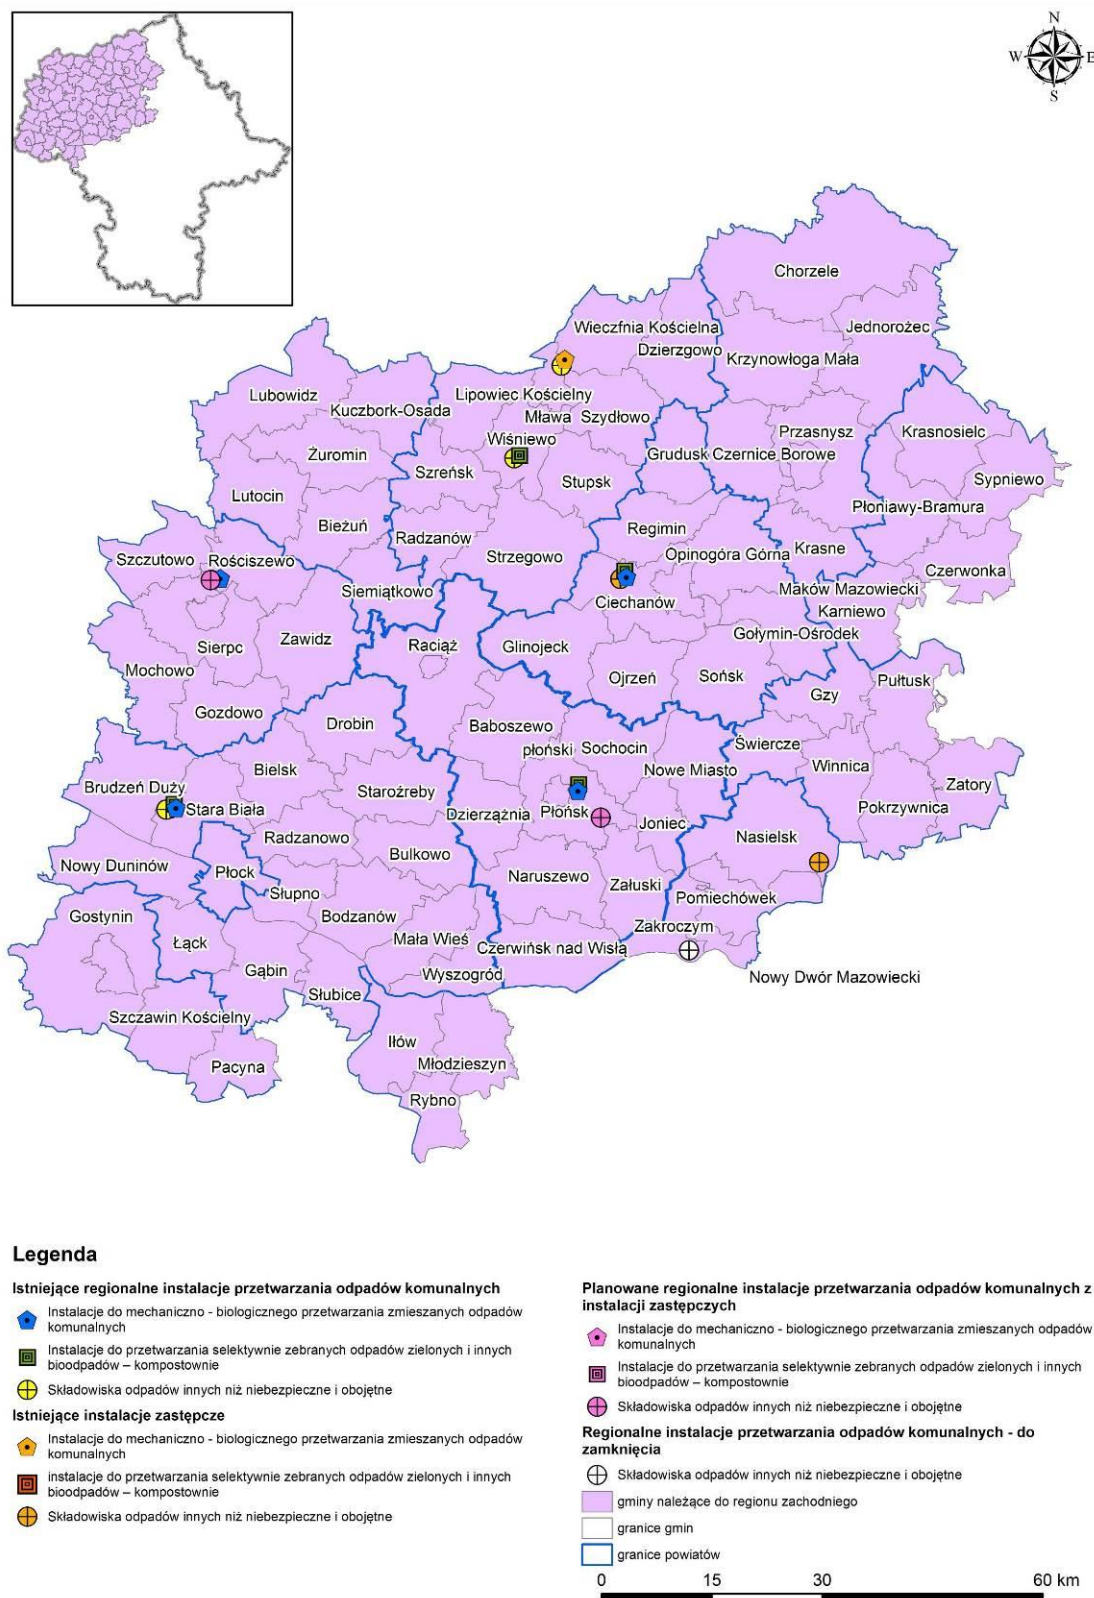 N
W
E
S
Chorzele
Wieczfnia Kościelna
Jednorożec
Dzierzgowo
Krzynowłoga Mała
Lubowidz
Lipowiec Kościelny
Kuczbork-Osada
Mława
Szydłowo
Przasnysz
Krasnosielc
Wiśniewo
Żuromin
Grudusk
Czernice Borowe
Szreńsk
Sypniewo
Stupsk
Lutocin
Płoniawy-Bramura
Bieżuń
Regimin
Radzanów
Szczutowo
Rościszewo
Strzegowo
Opinogóra Górna
Krasne
Czerwonka
Siemiątkowo
Maków Mazowiecki
Ciechanów
Karniewo
Sierpc
Zawidz
Raciąż
Glinojeck
Gołymin-Ośrodek
Mochowo
Ojrzeń
Sońsk
Pułtusk
Gzy
Gozdowo
Drobin
Baboszewo
płoński
Sochocin
Świercze
Bielsk
Nowe Miasto
Winnica
Brudzeń Duży
Zatory
Staroźreby
Stara Biała
Dzierzążnia
Płońsk
Pokrzywnica
Joniec
Radzanowo
Nasielsk
Bulkowo
Nowy Duninów
Płock
Naruszewo
Załuski
Słupno
Pomiechówek
Gostynin
Bodzanów
Zakroczym
Łąck
Mała Wieś
Czerwińsk nad Wisłą
Gąbin
Wyszogród
Nowy Dwór Mazowiecki
Słubice
Szczawin Kościelny
Iłów
Pacyna
Młodzieszyn
Rybno
Legenda
Istniejące regionalne instalacje przetwarzania odpadów komunalnych
Instalacje do mechaniczno - biologicznego przetwarzania zmieszanych odpadów
komunalnych
Instalacje do przetwarzania selektywnie zebranych odpadów zielonych i innych
bioodpadów – kompostownie
Składowiska odpadów innych niż niebezpieczne i obojętne
Istniejące instalacje zastępcze
Instalacje do mechaniczno - biologicznego przetwarzania zmieszanych odpadów
komunalnych
instalacje do przetwarzania selektywnie zebranych odpadów zielonych i innych
bioodpadów – kompostownie
Składowiska odpadów innych niż niebezpieczne i obojętne
Planowane regionalne instalacje przetwarzania odpadów komunalnych z
instalacji zastępczych
Instalacje do mechaniczno - biologicznego przetwarzania zmieszanych odpadów
komunalnych
Instalacje do przetwarzania selektywnie zebranych odpadów zielonych i innych
bioodpadów – kompostownie
Składowiska odpadów innych niż niebezpieczne i obojętne
Regionalne instalacje przetwarzania odpadów komunalnych - do
zamknięcia
Składowiska odpadów innych niż niebezpieczne i obojętne
gminy należące do regionu zachodniego
granice gmin
granice powiatów
0 15 30 60 km